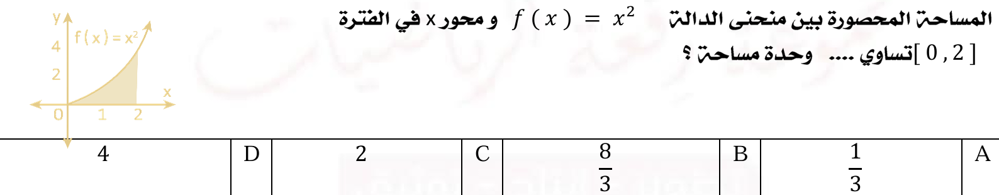 المساحة المحصورة بين منحنى الدالة f ( x ) = x² و محور x في الفترة
[ 0 , 2 ] تساوي .... وحدة مساحة ؟
y
f ( x ) = x²
4
2
x
0 1 2
A 1/3 B 8/3 C 2 D 4